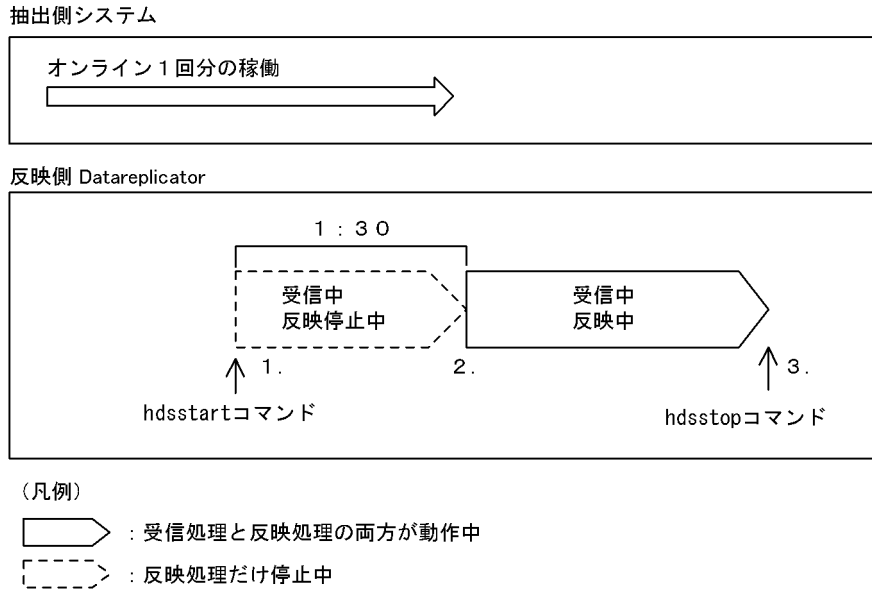 抽出側システム
オンライン１回分の稼働
反映側 Datareplicator
１：３０
受信中
反映停止中
受信中
反映中
１.
２.
３.
hdsstartコマンド
hdsstopコマンド
（凡例）
：受信処理と反映処理の両方が動作中
：反映処理だけ停止中